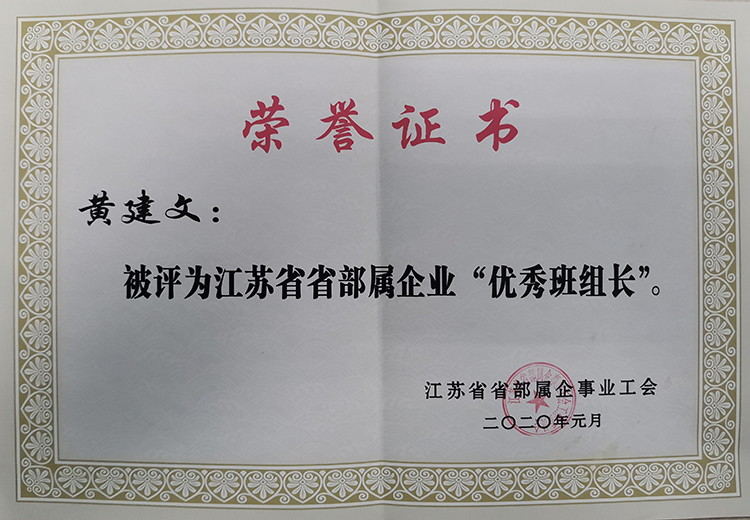 荣誉证书
黄建文：
被评为江苏省省部属企业“优秀班组长”。
江苏省省部属企事业工会
二〇二〇年元月